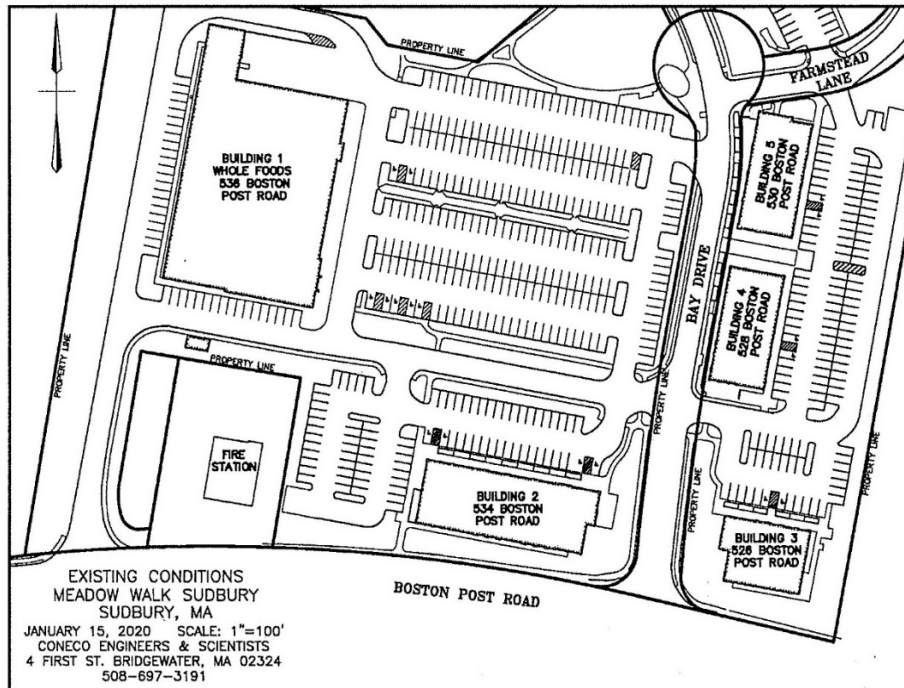 PROPERTY LINE
FARMSTEAD
LANE
BUILDING 1
WHOLE FOODS
536 BOSTON
POST ROAD
BUILDING 5
530 BOSTON
POST ROAD
BAY DRIVE
BUILDING 4
528 BOSTON
POST ROAD
PROPERTY LINE
PROPERTY LINE
PROPERTY LINE
PROPERTY LINE
PROPERTY LINE
FIRE
STATION
BUILDING 2
534 BOSTON
POST ROAD
BUILDING 3
526 BOSTON
POST ROAD
BOSTON POST ROAD
EXISTING CONDITIONS
MEADOW WALK SUDBURY
SUDBURY, MA
JANUARY 15, 2020 SCALE: 1"=100'
CONECO ENGINEERS & SCIENTISTS
4 FIRST ST. BRIDGEWATER, MA 02324
508-697-3191